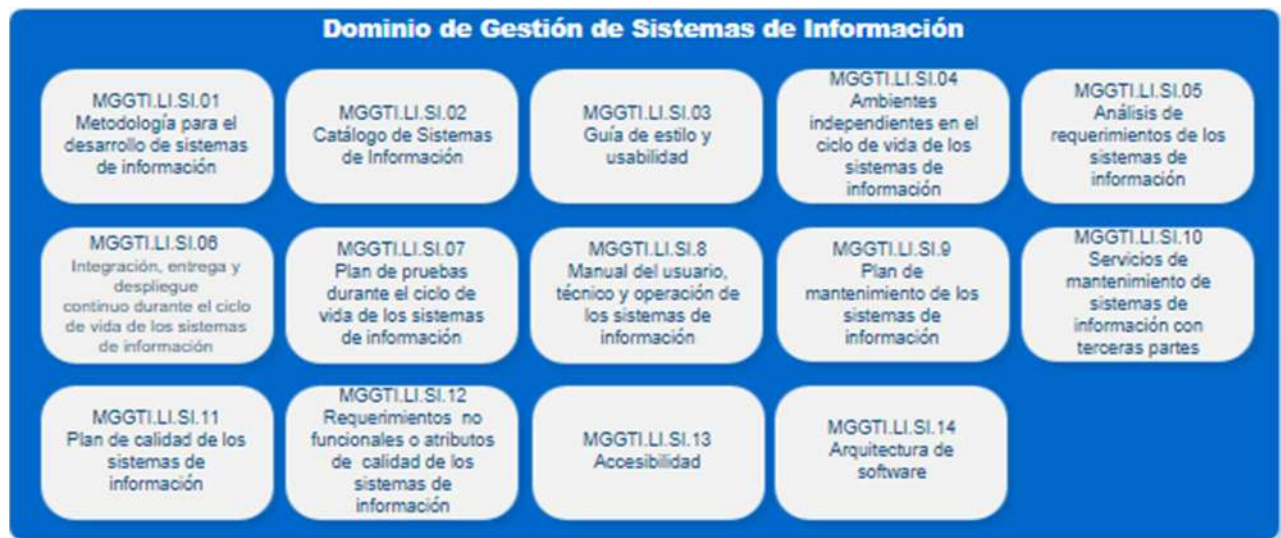 Dominio de Gestión de Sistemas de Información
MGGTI.LI.SI.01
Metodología para el
desarrollo de sistemas
de información
MGGTI.LI.SI.02
Catálogo de Sistemas
de Información
MGGTI.LI.SI.03
Guía de estilo y
usabilidad
MGGTI.LI.SI.04
Ambientes
independientes en el
ciclo de vida de los
sistemas de
información
MGGTI.LI.SI.05
Análisis de
requerimientos de los
sistemas de
información
MGGTI.LI.SI.06
Integración, entrega y
despliegue
continuo durante el ciclo
de vida de los sistemas
de información
MGGTI.LI.SI.07
Plan de pruebas
durante el ciclo de
vida de los sistemas
de información
MGGTI.LI.SI.8
Manual del usuario,
técnico y operación de
los sistemas de
información
MGGTI.LI.SI.9
Plan de
mantenimiento de los
sistemas de
información
MGGTI.LI.SI.10
Servicios de
mantenimiento de
sistemas de
información con
terceras partes
MGGTI.LI.SI.11
Plan de calidad de los
sistemas de
información
MGGTI.LI.SI.12
Requerimientos no
funcionales o atributos
de calidad de los
sistemas de
información
MGGTI.LI.SI.13
Accesibilidad
MGGTI.LI.SI.14
Arquitectura de
software